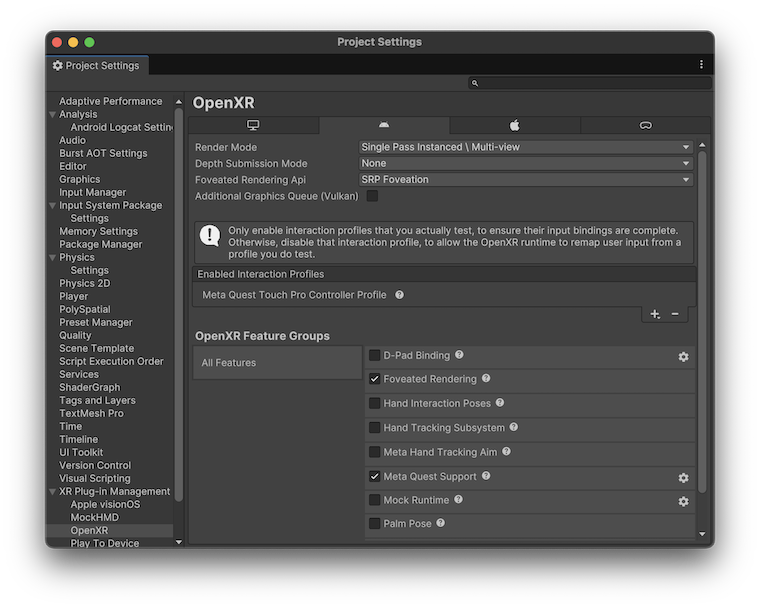 Project Settings
Project Settings
Adaptive Performance
Analysis
Android Logcat Settin
Audio
Burst AOT Settings
Editor
Graphics
Input Manager
Input System Package
Settings
Memory Settings
Package Manager
Physics
Settings
Physics 2D
Player
PolySpatial
Preset Manager
Quality
Scene Template
Script Execution Order
Services
ShaderGraph
Tags and Layers
TextMesh Pro
Time
Timeline
UI Toolkit
Version Control
Visual Scripting
XR Plug-in Management
Apple visionOS
MockHMD
OpenXR
Play To Device
OpenXR
Render Mode Single Pass Instanced \ Multi-view
Depth Submission Mode None
Foveated Rendering Api SRP Foveation
Additional Graphics Queue (Vulkan)
Only enable interaction profiles that you actually test, to ensure their input bindings are complete.
Otherwise, disable that interaction profile, to allow the OpenXR runtime to remap user input from a
profile you do test.
Enabled Interaction Profiles
Meta Quest Touch Pro Controller Profile
OpenXR Feature Groups
All Features
D-Pad Binding
Foveated Rendering
Hand Interaction Poses
Hand Tracking Subsystem
Meta Hand Tracking Aim
Meta Quest Support
Mock Runtime
Palm Pose